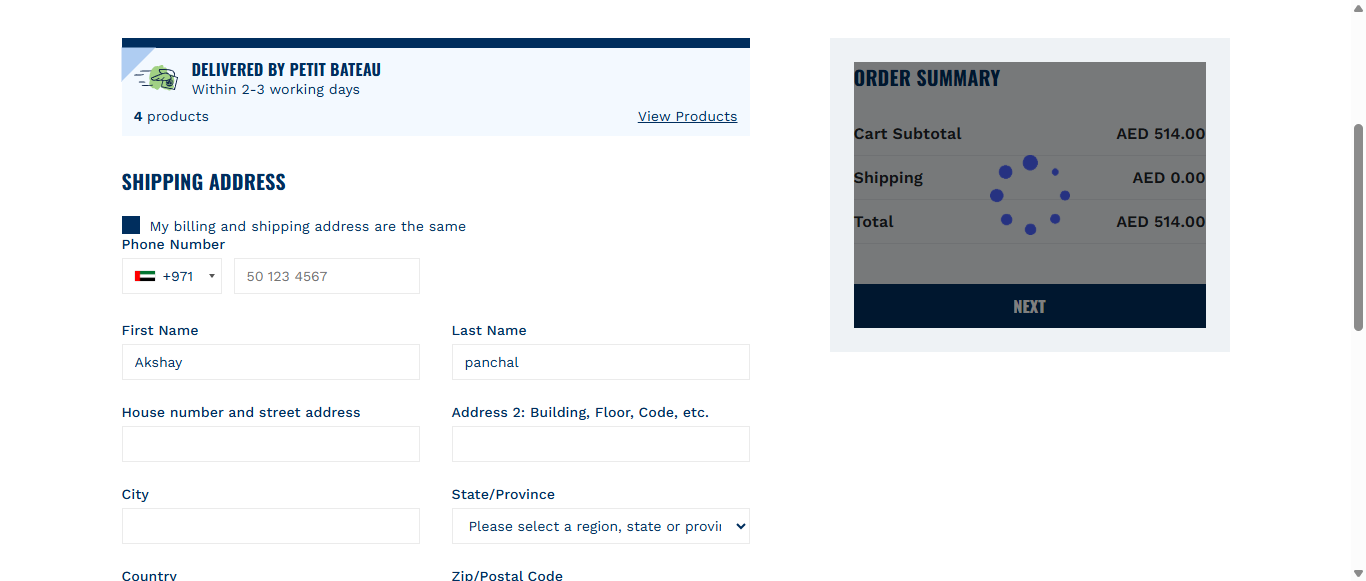 DELIVERED BY PETIT BATEAU
Within 2-3 working days
4 products
View Products
SHIPPING ADDRESS
My billing and shipping address are the same
Phone Number
+971
50 123 4567
First Name
Last Name
Akshay
panchal
House number and street address
Address 2: Building, Floor, Code, etc.
City
State/Province
Please select a region, state or provi
Country
Zip/Postal Code
ORDER SUMMARY
Cart Subtotal
AED 514.00
Shipping
AED 0.00
Total
AED 514.00
NEXT